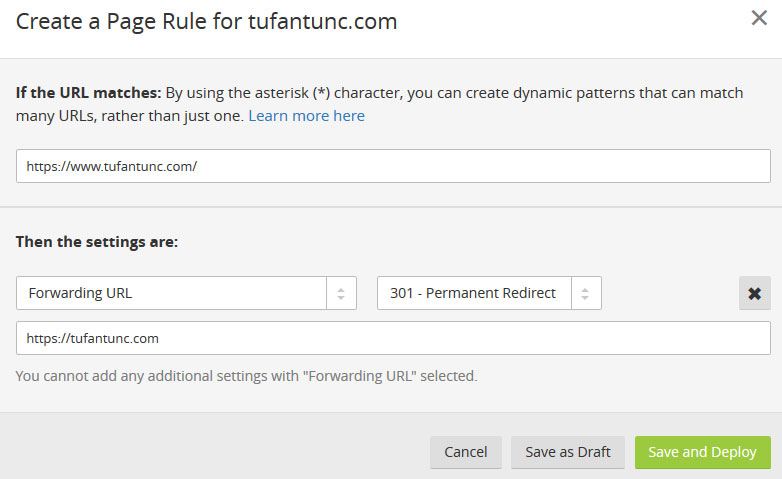 Create a Page Rule for tufantunc.com
If the URL matches: By using the asterisk (*) character, you can create dynamic patterns that can match
many URLs, rather than just one. Learn more here
https://www.tufantunc.com/
Then the settings are:
Forwarding URL
301 - Permanent Redirect
https://tufantunc.com
You cannot add any additional settings with "Forwarding URL" selected.
Cancel
Save as Draft
Save and Deploy